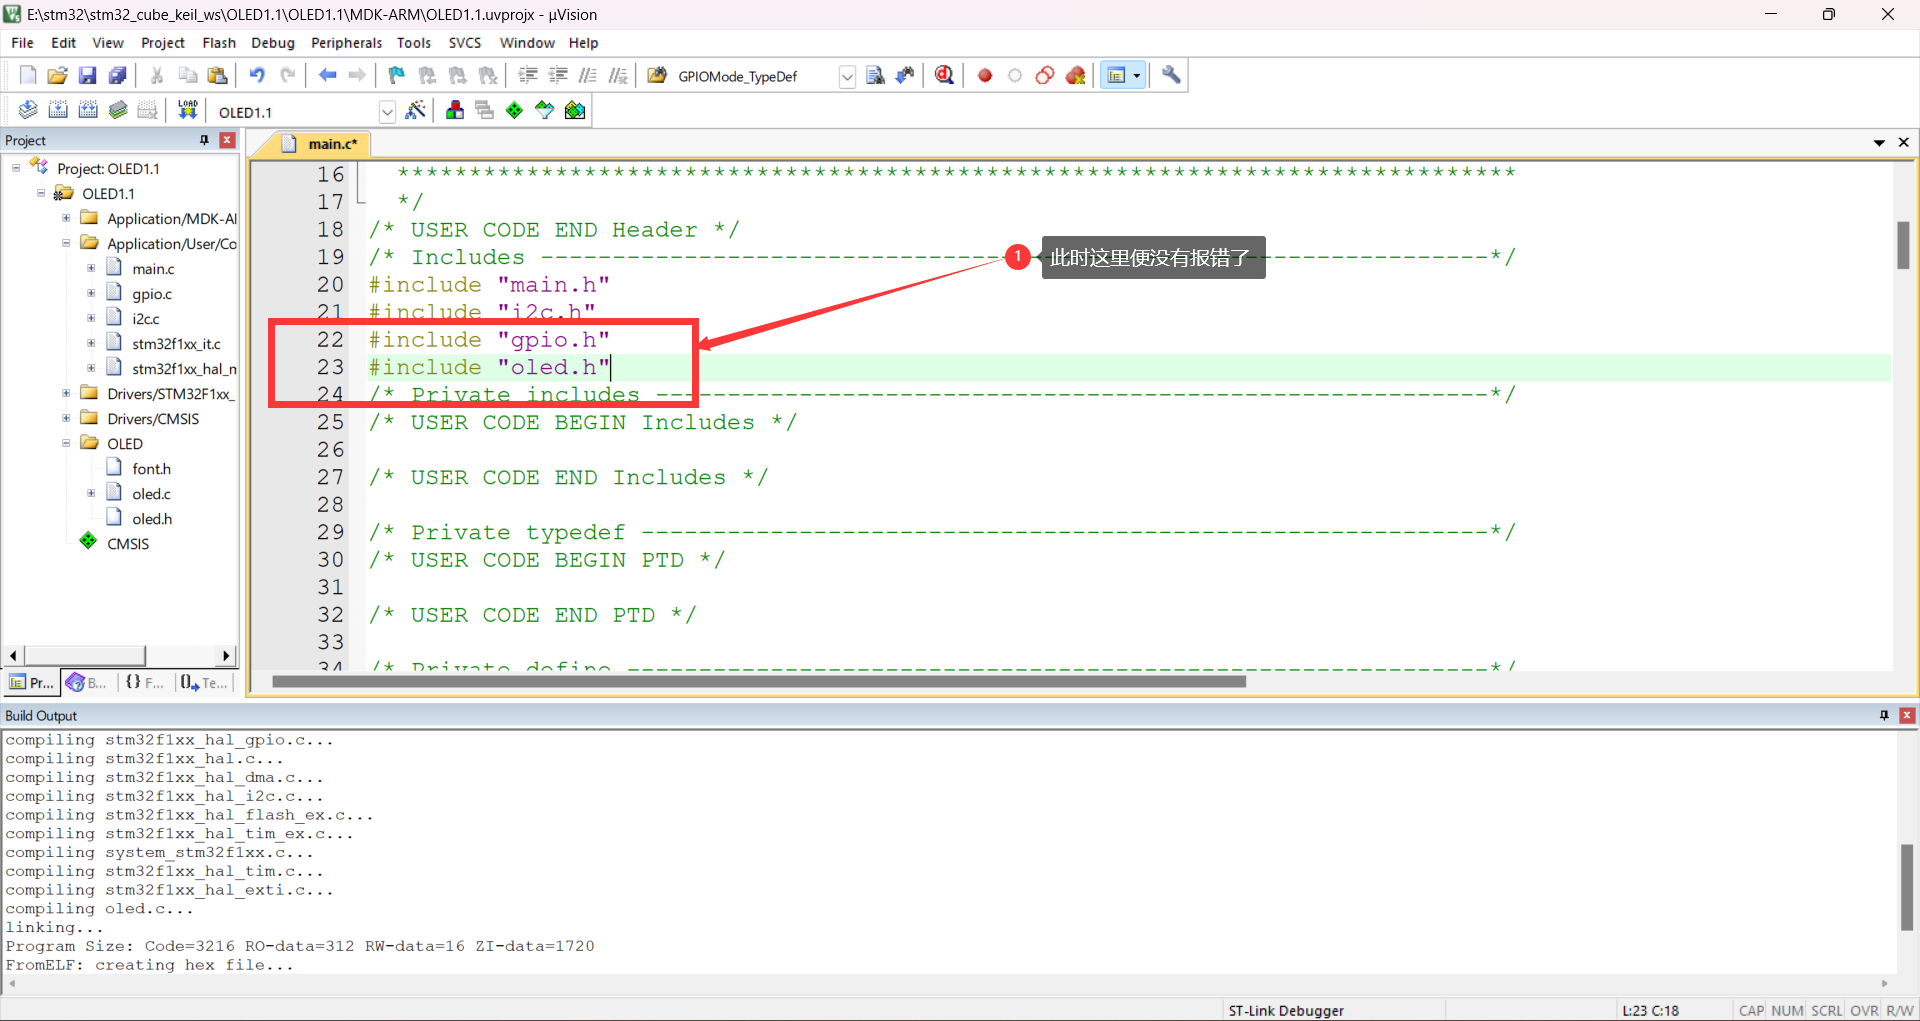 E:\stm32\stm32_cube_keil_ws\OLED1.1\OLED1.1\MDK-ARM\OLED1.1.uvprojx - µVision
File Edit View Project Flash Debug Peripherals Tools SVCS Window Help
GPIOMode_TypeDef
LOAD OLED1.1
Project
main.c*
Project: OLED1.1
OLED1.1
Application/MDK-AI
Application/User/Co
main.c
gpio.c
i2c.c
stm32f1xx_it.c
stm32f1xx_hal_m
Drivers/STM32F1xx_
Drivers/CMSIS
OLED
font.h
oled.c
oled.h
CMSIS
Pr... B... {} F... Te...
16 ******************************************************************************
17 */
18 /* USER CODE END Header */
19 /* Includes ------------------------------------------------------------------*/
1 此时这里便没有报错了
20 #include "main.h"
21 #include "i2c.h"
22 #include "gpio.h"
23 #include "oled.h"
24 /* Private includes ----------------------------------------------------------*/
25 /* USER CODE BEGIN Includes */
26
27 /* USER CODE END Includes */
28
29 /* Private typedef -----------------------------------------------------------*/
30 /* USER CODE BEGIN PTD */
31
32 /* USER CODE END PTD */
33
34 /* Private define ------------------------------------------------------------*/
Build Output
compiling stm32f1xx_hal_gpio.c...
compiling stm32f1xx_hal.c...
compiling stm32f1xx_hal_dma.c...
compiling stm32f1xx_hal_i2c.c...
compiling stm32f1xx_hal_flash_ex.c...
compiling stm32f1xx_hal_tim_ex.c...
compiling system_stm32f1xx.c...
compiling stm32f1xx_hal_tim.c...
compiling stm32f1xx_hal_exti.c...
compiling oled.c...
linking...
Program Size: Code=3216 RO-data=312 RW-data=16 ZI-data=1720
FromELF: creating hex file...
ST-Link Debugger L:23 C:18 CAP NUM SCRL OVR R/W